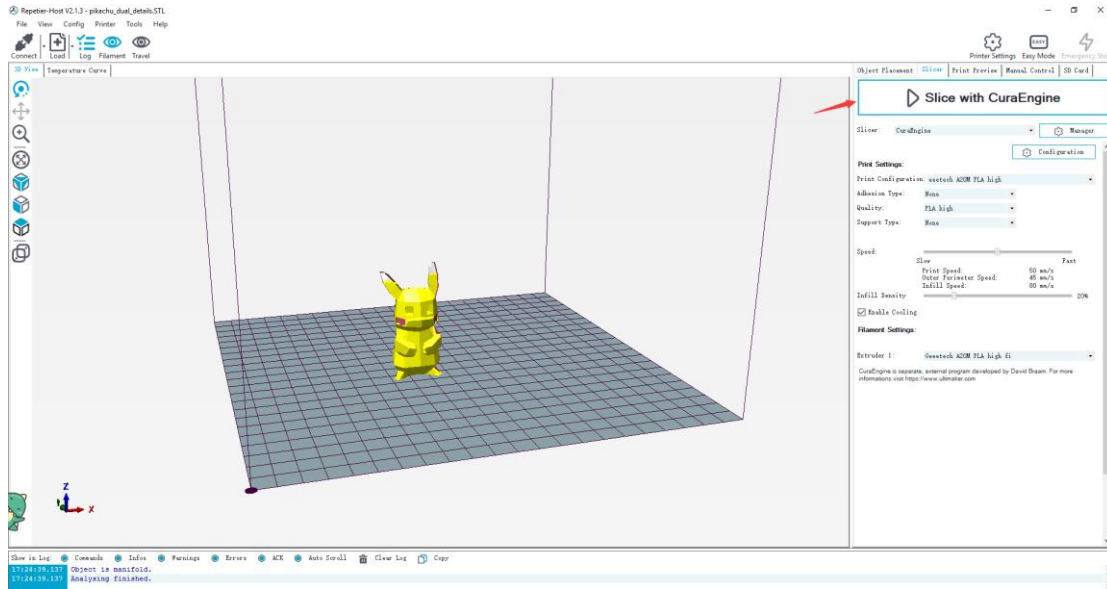 Repetier-Host V2.1.3 - pikachu_dual_details.STL
File View Config Printer Tools Help
Connect Load Log Filament Travel
Printer Settings Easy Mode Emergency Sto
EASY
3D View Temperature Curve
Object Placement Slicer Print Preview Manual Control SD Card
Slice with CuraEngine
Slicer: CuraEngine Manager
Configuration
Print Settings:
Print Configuration: geeetech A20M PLA high
Adhesion Type: None
Quality: PLA high
Support Type: None
Speed:
Slow Fast
Print Speed: 50 mm/s
Outer Perimeter Speed: 45 mm/s
Infill Speed: 80 mm/s
Infill Density 20%
Enable Cooling
Filament Settings:
Extruder 1: Geeetech A20M PLA high fi
CuraEngine is separate, external program developed by David Braam. For more
informations visit https://www.ultimaker.com
Z
Y
X
Show in Log: Commands Infos Warnings Errors ACK Auto Scroll Clear Log Copy
17:24:39.137 Object is manifold.
17:24:39.137 Analysing finished.